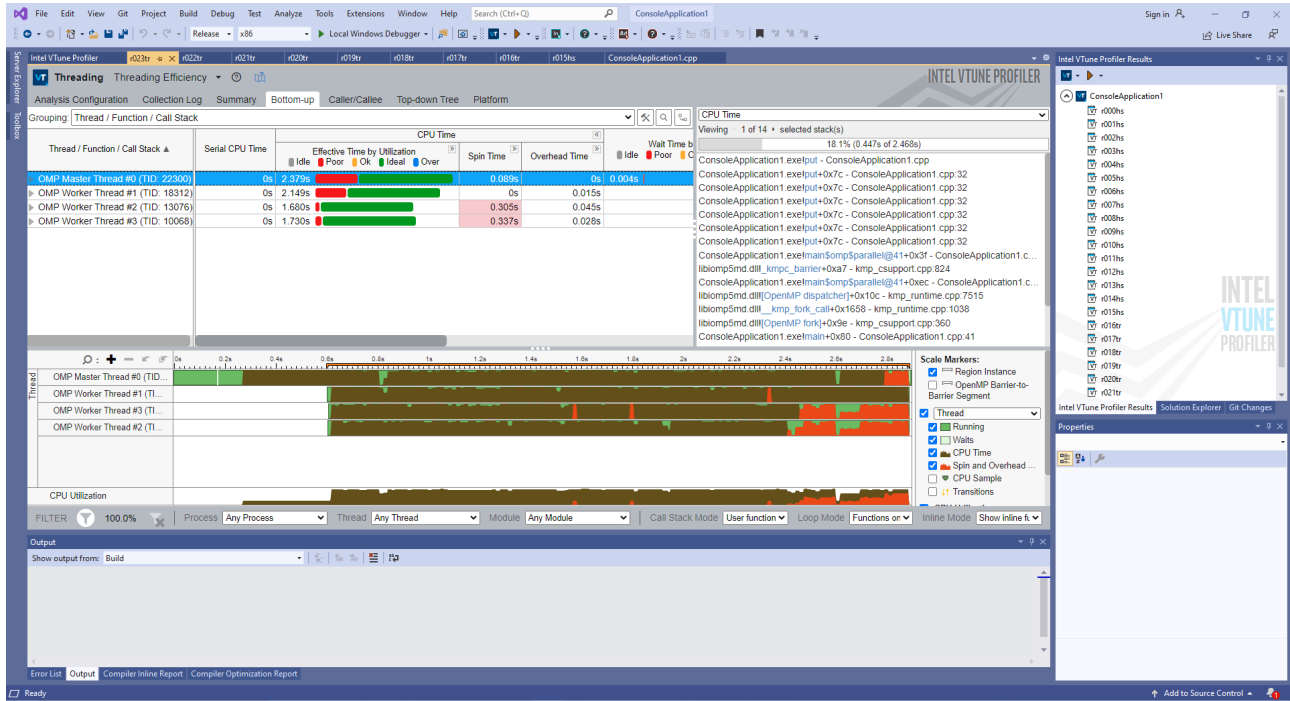 File Edit View Git Project Build Debug Test Analyze Tools Extensions Window Help Search (Ctrl+Q) ConsoleApplication1 Sign in
Release x86 Local Windows Debugger Live Share
Server Explorer
Toolbox
Intel VTune Profiler r023tr r022tr r021tr r020tr r019tr r018tr r017tr r016tr r015hs ConsoleApplication1.cpp
Threading Threading Efficiency INTEL VTUNE PROFILER
Analysis Configuration Collection Log Summary Bottom-up Caller/Callee Top-down Tree Platform
Grouping: Thread / Function / Call Stack
Thread / Function / Call Stack Serial CPU Time CPU Time Wait Time b
Effective Time by Utilization Spin Time Overhead Time
Idle Poor Ok Ideal Over Idle Poor O
OMP Master Thread #0 (TID: 22300) 0s 2.379s 0.089s 0s 0.004s
OMP Worker Thread #1 (TID: 18312) 0s 2.149s 0s 0.015s
OMP Worker Thread #2 (TID: 13076) 0s 1.680s 0.305s 0.045s
OMP Worker Thread #3 (TID: 10068) 0s 1.730s 0.337s 0.028s
CPU Time
Viewing 1 of 14 selected stack(s)
18.1% (0.447s of 2.468s)
ConsoleApplication1.exe!put - ConsoleApplication1.cpp
ConsoleApplication1.exe!put+0x7c - ConsoleApplication1.cpp:32
ConsoleApplication1.exe!put+0x7c - ConsoleApplication1.cpp:32
ConsoleApplication1.exe!put+0x7c - ConsoleApplication1.cpp:32
ConsoleApplication1.exe!put+0x7c - ConsoleApplication1.cpp:32
ConsoleApplication1.exe!put+0x7c - ConsoleApplication1.cpp:32
ConsoleApplication1.exe!put+0x7c - ConsoleApplication1.cpp:32
ConsoleApplication1.exe!main$omp$parallel@41+0x3f - ConsoleApplication1.c...
libiomp5md.dll!_kmpc_barrier+0xa7 - kmp_csupport.cpp:824
ConsoleApplication1.exe!main$omp$parallel@41+0xec - ConsoleApplication1.c...
libiomp5md.dll![OpenMP dispatcher]+0x10c - kmp_runtime.cpp:7515
libiomp5md.dll!__kmp_fork_call+0x1658 - kmp_runtime.cpp:1038
libiomp5md.dll![OpenMP fork]+0x9e - kmp_csupport.cpp:360
ConsoleApplication1.exe!main+0x80 - ConsoleApplication1.cpp:41
0s 0.2s 0.4s 0.6s 0.8s 1s 1.2s 1.4s 1.6s 1.8s 2s 2.2s 2.4s 2.6s 2.8s
Thread
OMP Master Thread #0 (TID...
OMP Worker Thread #1 (TI...
OMP Worker Thread #3 (TI...
OMP Worker Thread #2 (TI...
CPU Utilization
Scale Markers:
Region Instance
OpenMP Barrier-to-
Barrier Segment
Thread
Running
Waits
CPU Time
Spin and Overhead ...
CPU Sample
Transitions
FILTER 100.0% Process Any Process Thread Any Thread Module Any Module Call Stack Mode User function Loop Mode Functions on Inline Mode Show inline fu
Output
Show output from: Build
Error List Output Compiler Inline Report Compiler Optimization Report
Ready Add to Source Control 1
Intel VTune Profiler Results
ConsoleApplication1
r000hs
r001hs
r002hs
r003hs
r004hs
r005hs
r006hs
r007hs
r008hs
r009hs
r010hs
r011hs
r012hs
r013hs
r014hs
r015hs
r016tr
r017tr
r018tr
r019tr
r020tr
r021tr
INTEL
VTUNE
PROFILER
Intel VTune Profiler Results Solution Explorer Git Changes
Properties